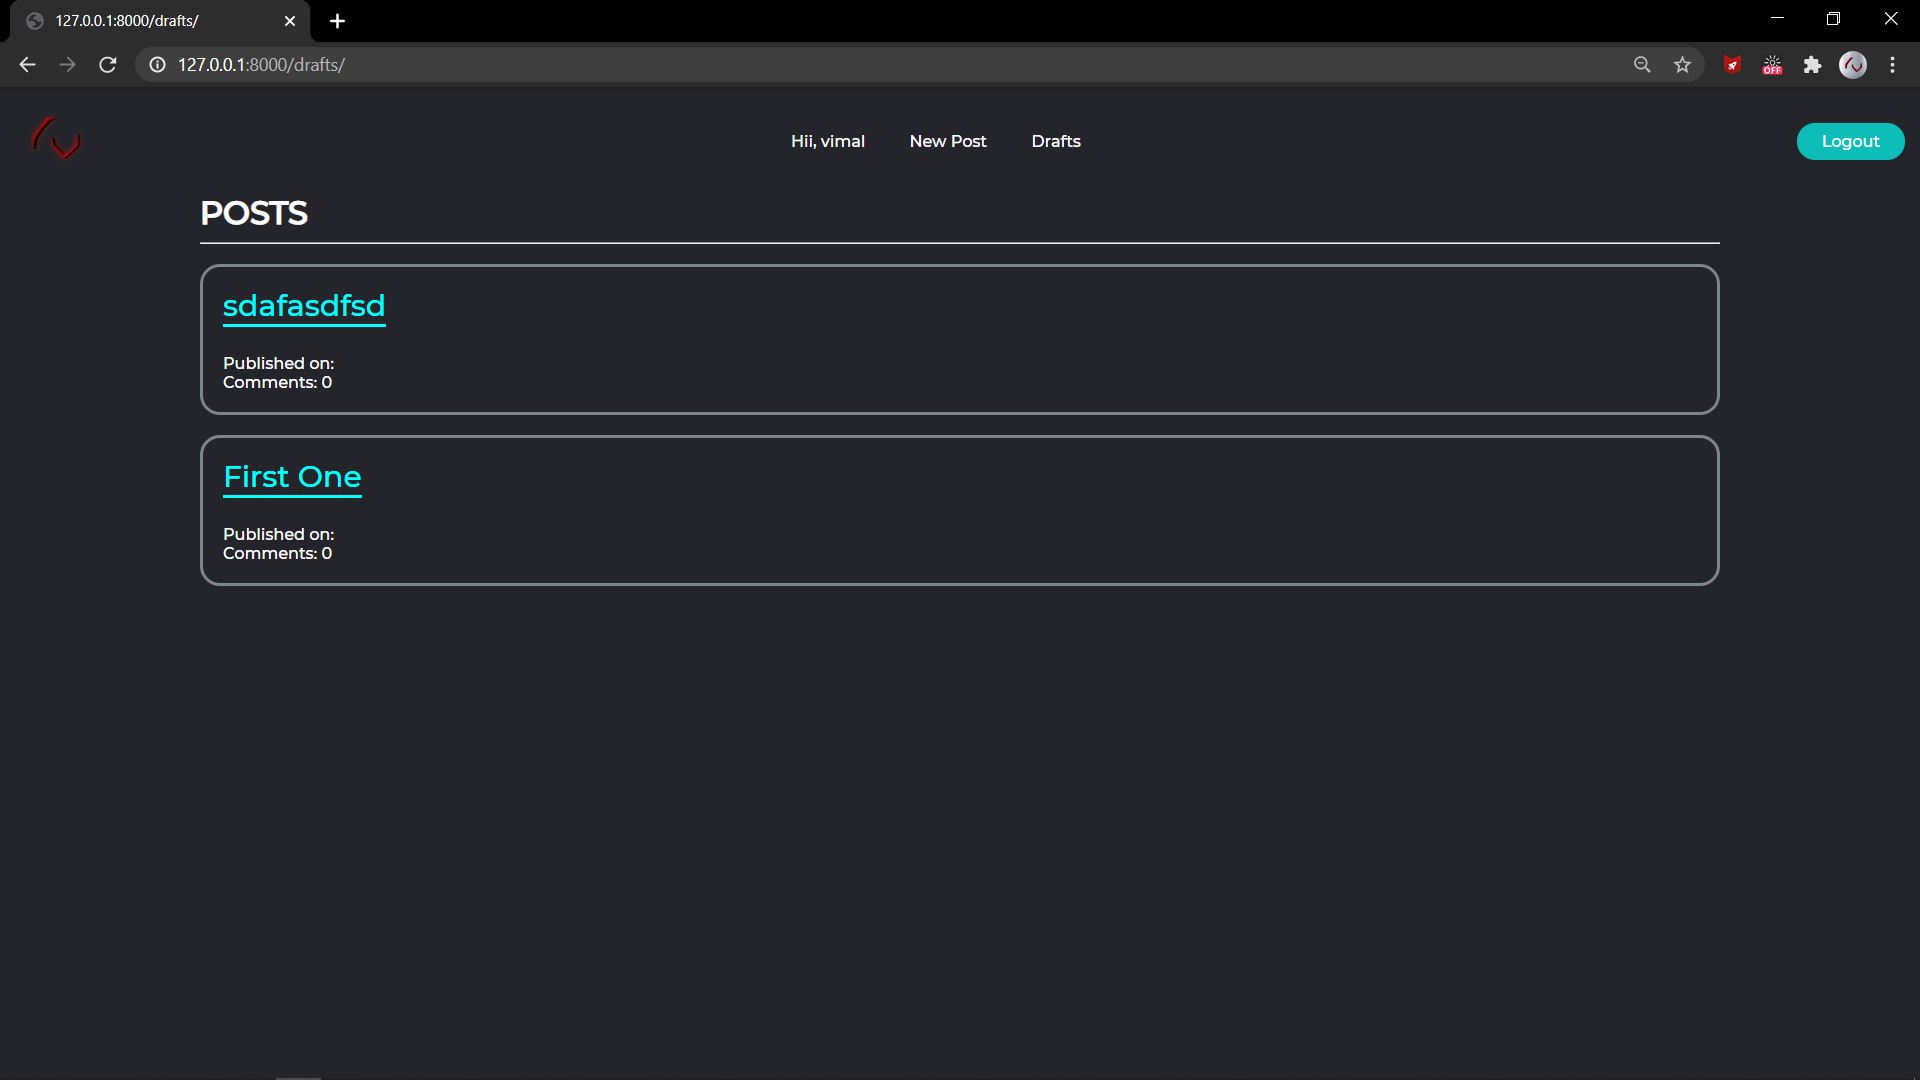 127.0.0.1:8000/drafts/
127.0.0.1:8000/drafts/
OFF
Hii, vimal
New Post
Drafts
Logout
POSTS
sdafasdfsd
Published on:
Comments: 0
First One
Published on:
Comments: 0